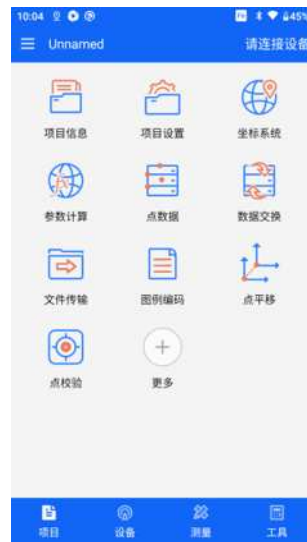 10:04 45%
Unnamed 请连接设备
项目信息 项目设置 坐标系统
参数计算 点数据 数据交换
文件传输 图例编码 点平移
点校验 更多
项目 设备 测量 工具